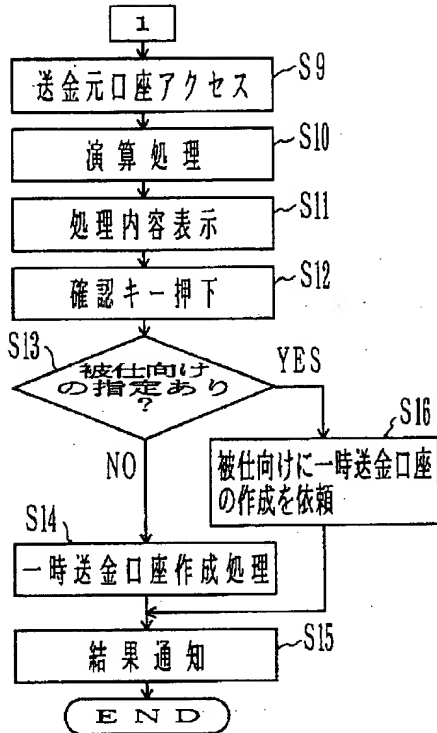 1
送金元口座アクセス
S9
演算処理
S10
処理内容表示
S11
確認キー押下
S12
S13
被仕向け
の指定あり
?
YES
NO
S16
被仕向けに一時送金口座
の作成を依頼
S14
一時送金口座作成処理
結果通知
S15
END